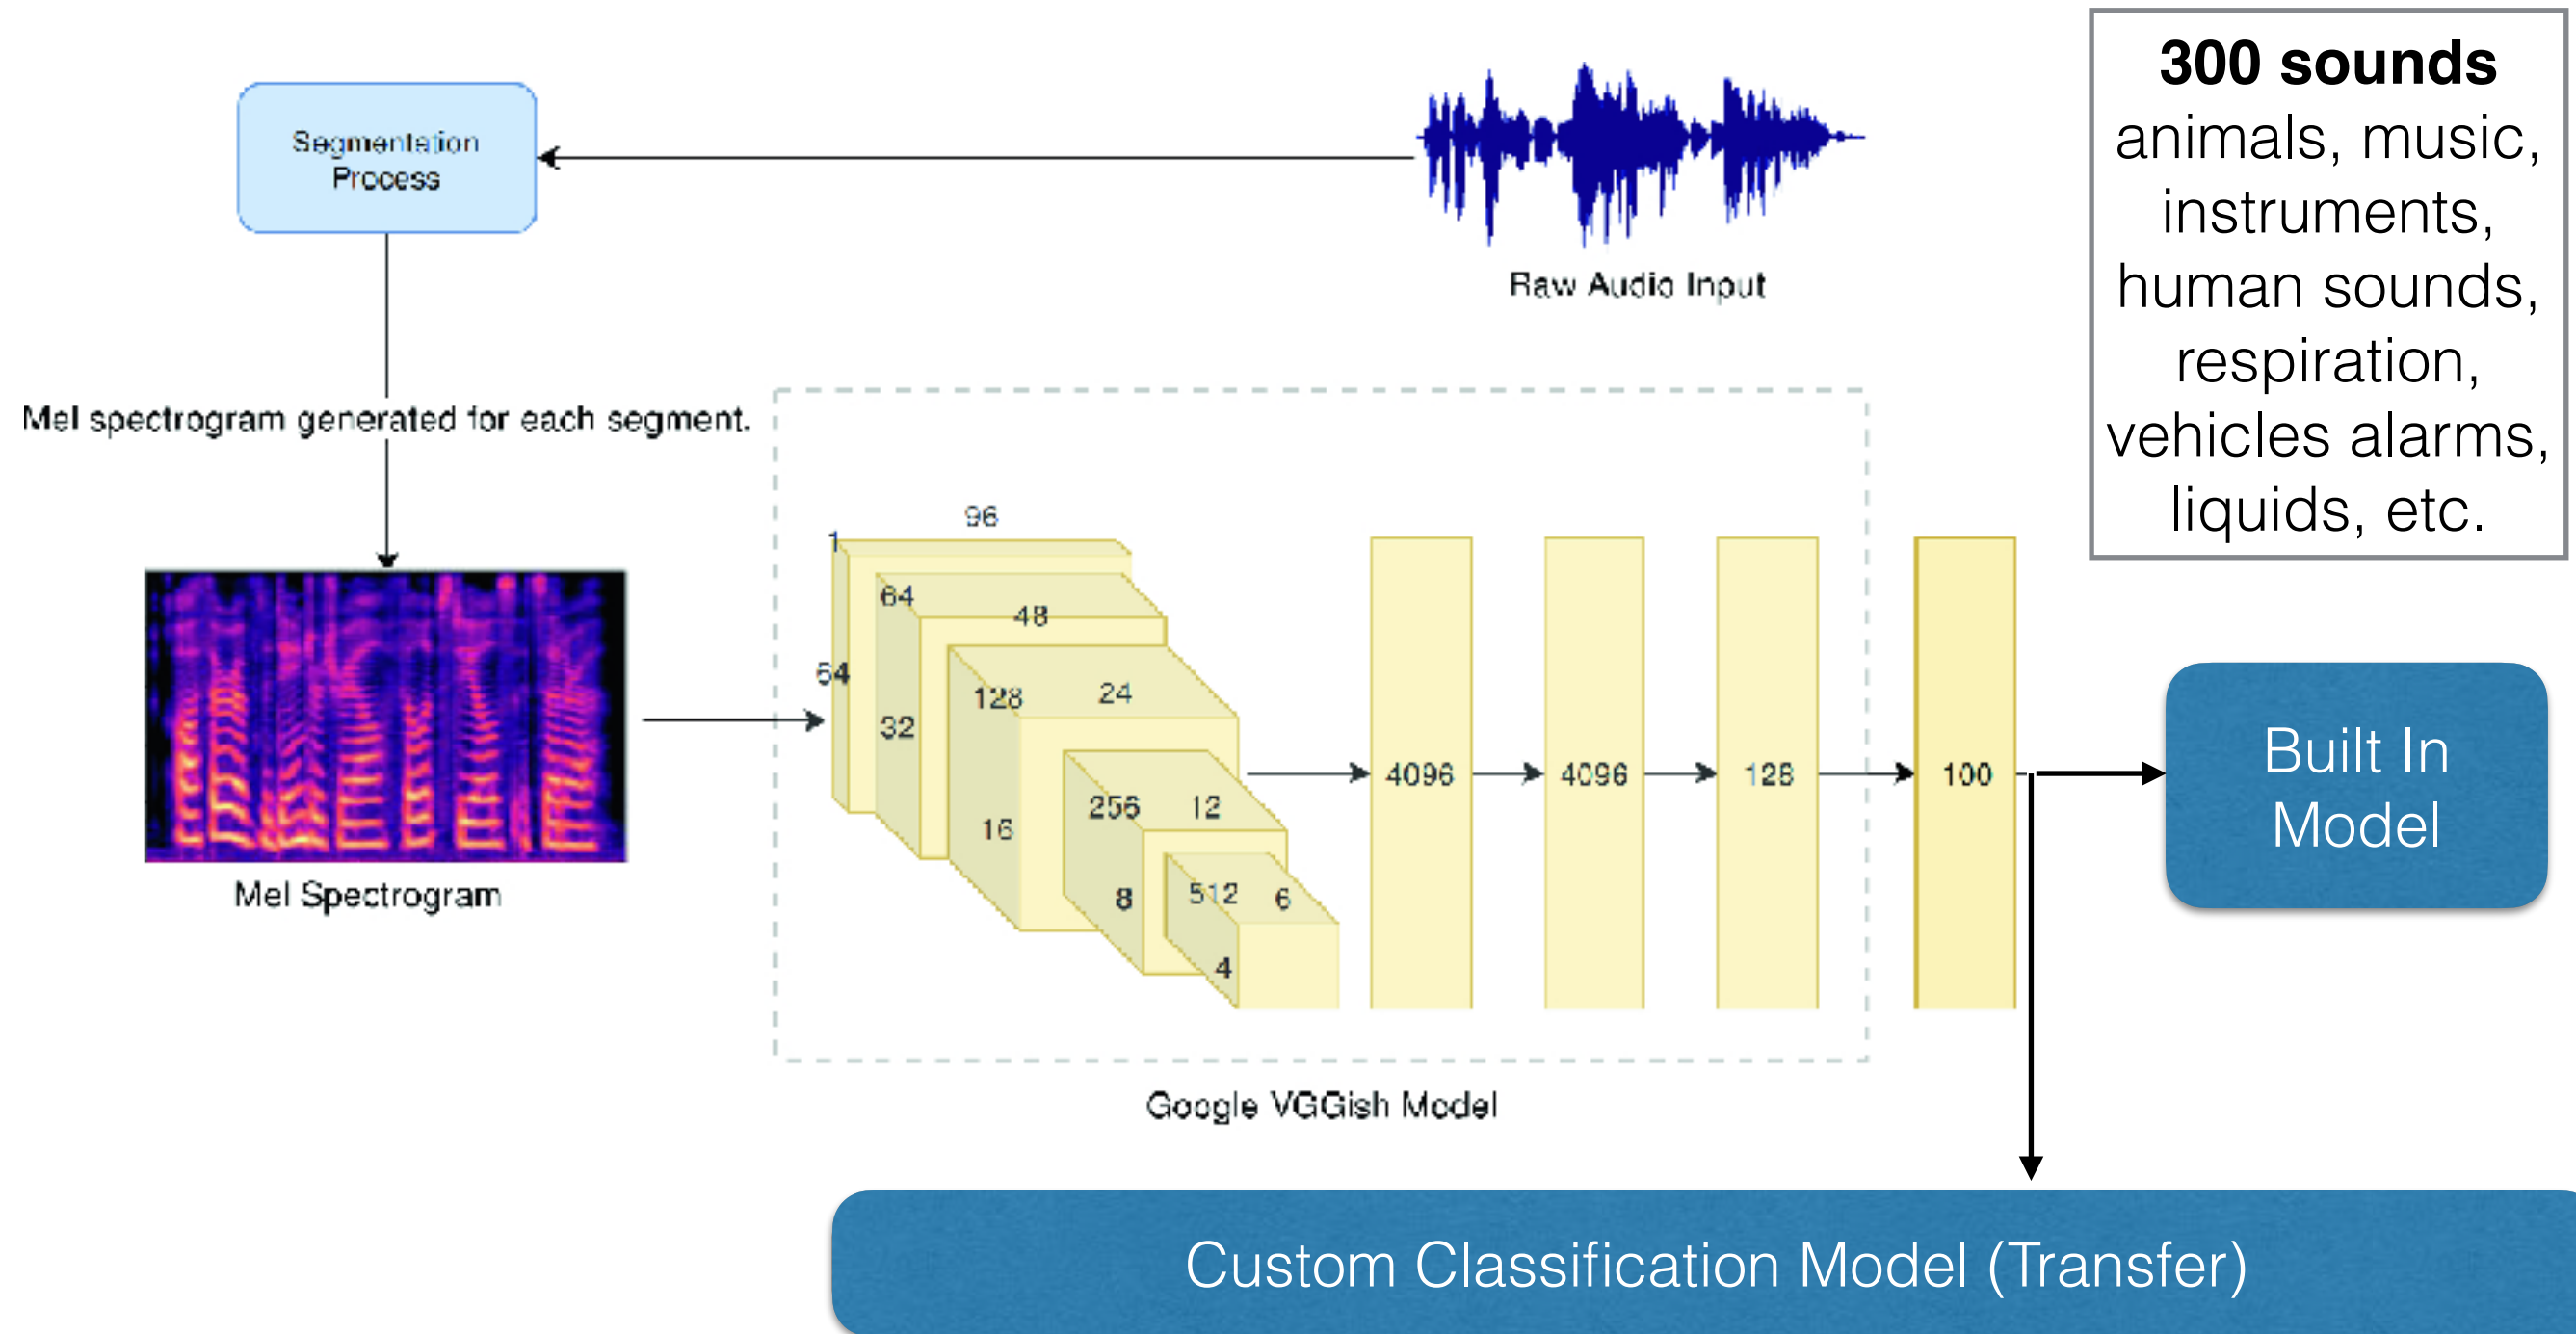 Segmentation
Process
Raw Audio Input
300 sounds
animals, music,
instruments,
human sounds,
respiration,
vehicles alarms,
liquids, etc.
Mel spectrogram generated for each segment.
Mel Spectrogram
96
1
64
48
64
128
24
32
256
12
16
512
6
8
4
4096
4096
128
100
Built In
Model
Google VGGish Model
Custom Classification Model (Transfer)